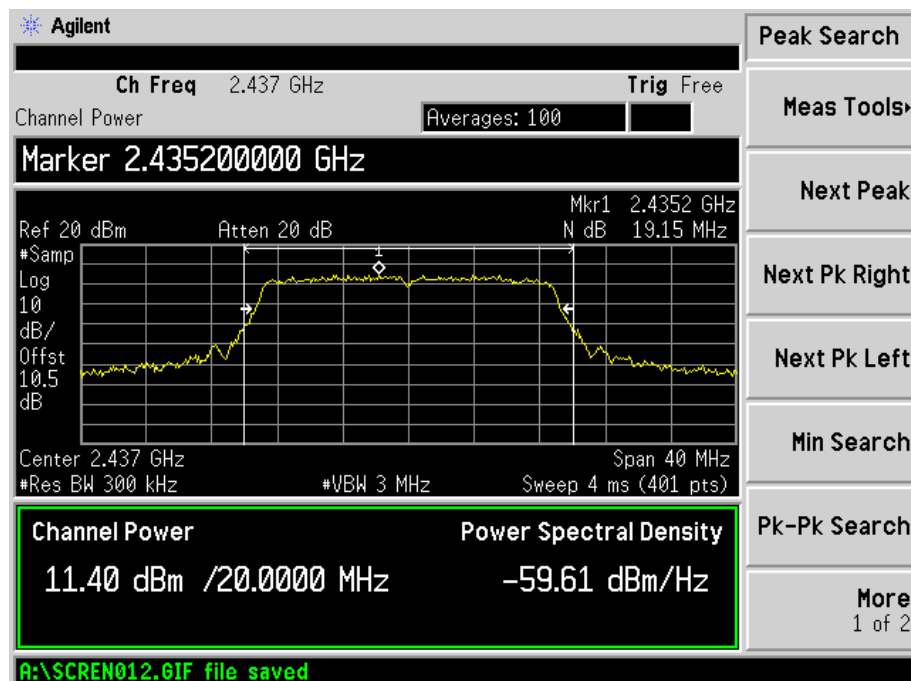 Agilent
Peak Search
Ch Freq 2.437 GHz Trig Free
Channel Power Averages: 100
Meas Tools
Marker 2.435200000 GHz
Next Peak
Mkr1 2.4352 GHz
Ref 20 dBm Atten 20 dB N dB 19.15 MHz
#Samp
Log
10
dB/
Offst
10.5
dB
1
Next Pk Right
Next Pk Left
Center 2.437 GHz Span 40 MHz
#Res BW 300 kHz #VBW 3 MHz Sweep 4 ms (401 pts)
Min Search
Channel Power Power Spectral Density
11.40 dBm /20.0000 MHz -59.61 dBm/Hz
Pk-Pk Search
More
1 of 2
A:\SCREN012.GIF file saved